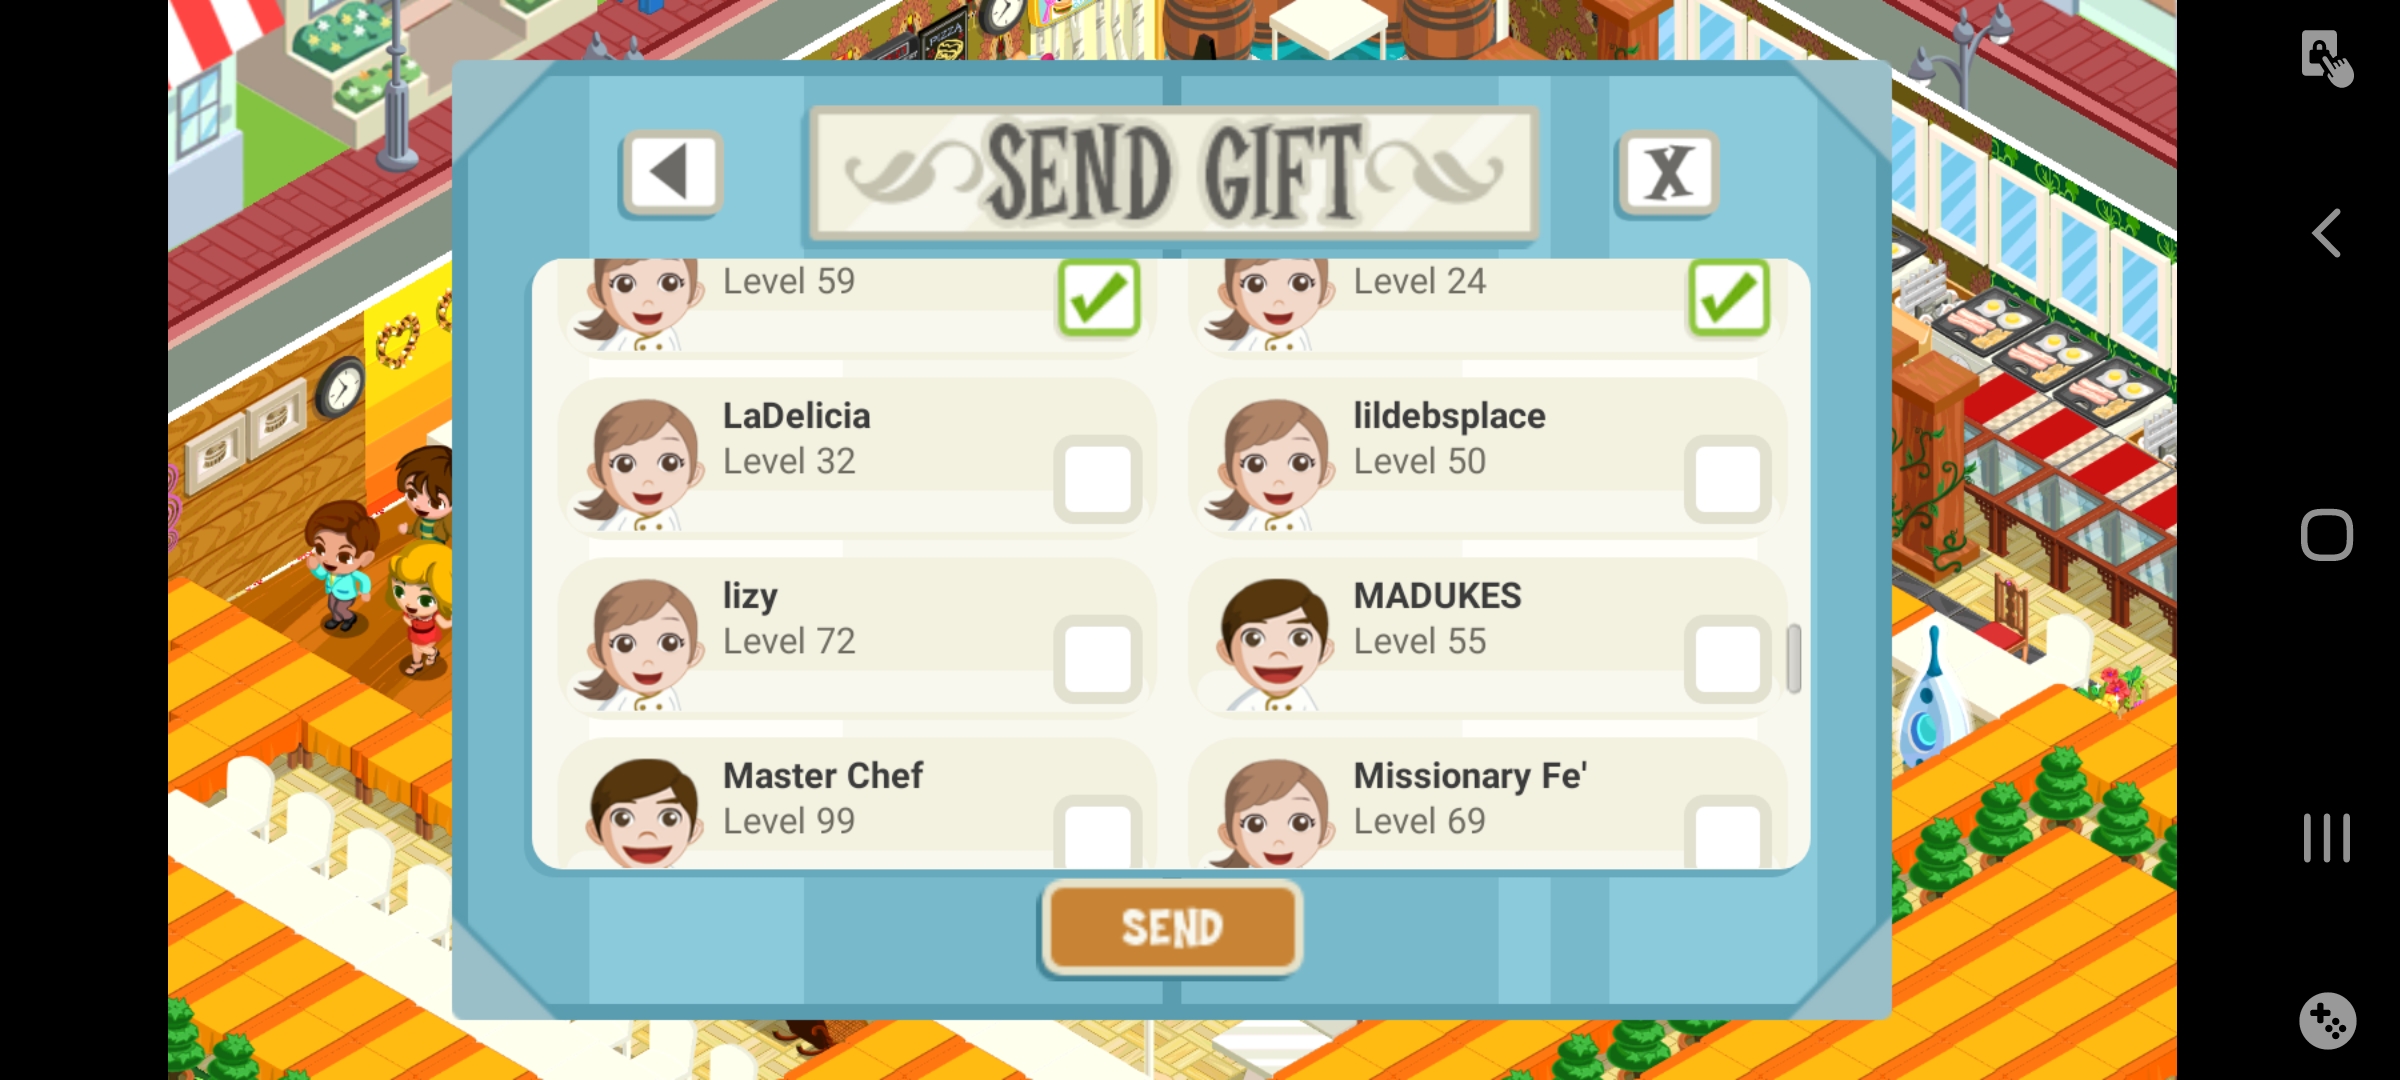 PIZZA
SEND GIFT
X
Level 59
Level 24
LaDelicia
Level 32
lildebsplace
Level 50
lizy
Level 72
MADUKES
Level 55
Master Chef
Level 99
Missionary Fe'
Level 69
SEND